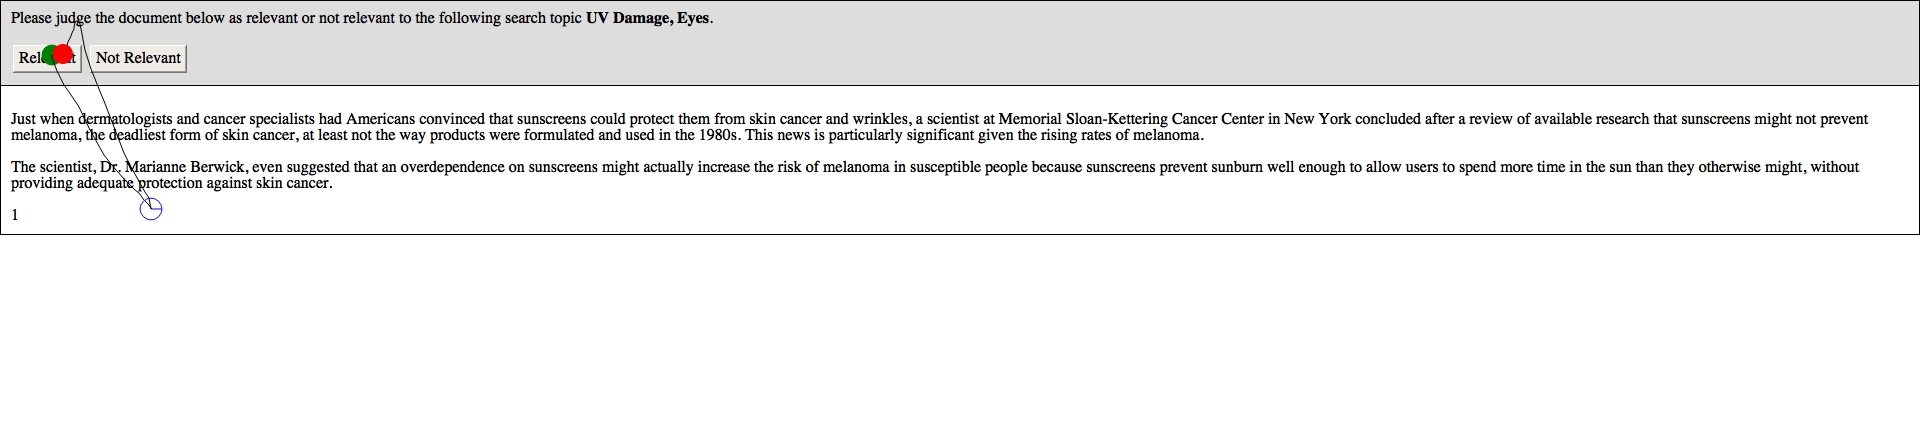 Please judge the document below as relevant or not relevant to the following search topic UV Damage, Eyes.
Not Relevant
Just when dermatologists and cancer specialists had Americans convinced that sunscreens could protect them from skin cancer and wrinkles, a scientist at Memorial Sloan-Kettering Cancer Center in New York concluded after a review of available research that sunscreens might not prevent
melanoma, the deadliest form of skin cancer, at least not the way products were formulated and used in the 1980s. This news is particularly significant given the rising rates of melanoma.
The scientist, Dr. Marianne Berwick, even suggested that an overdependence on sunscreens might actually increase the risk of melanoma in susceptible people because sunscreens prevent sunburn well enough to allow users to spend more time in the sun than they otherwise might, without
providing adequate protection against skin cancer.
1